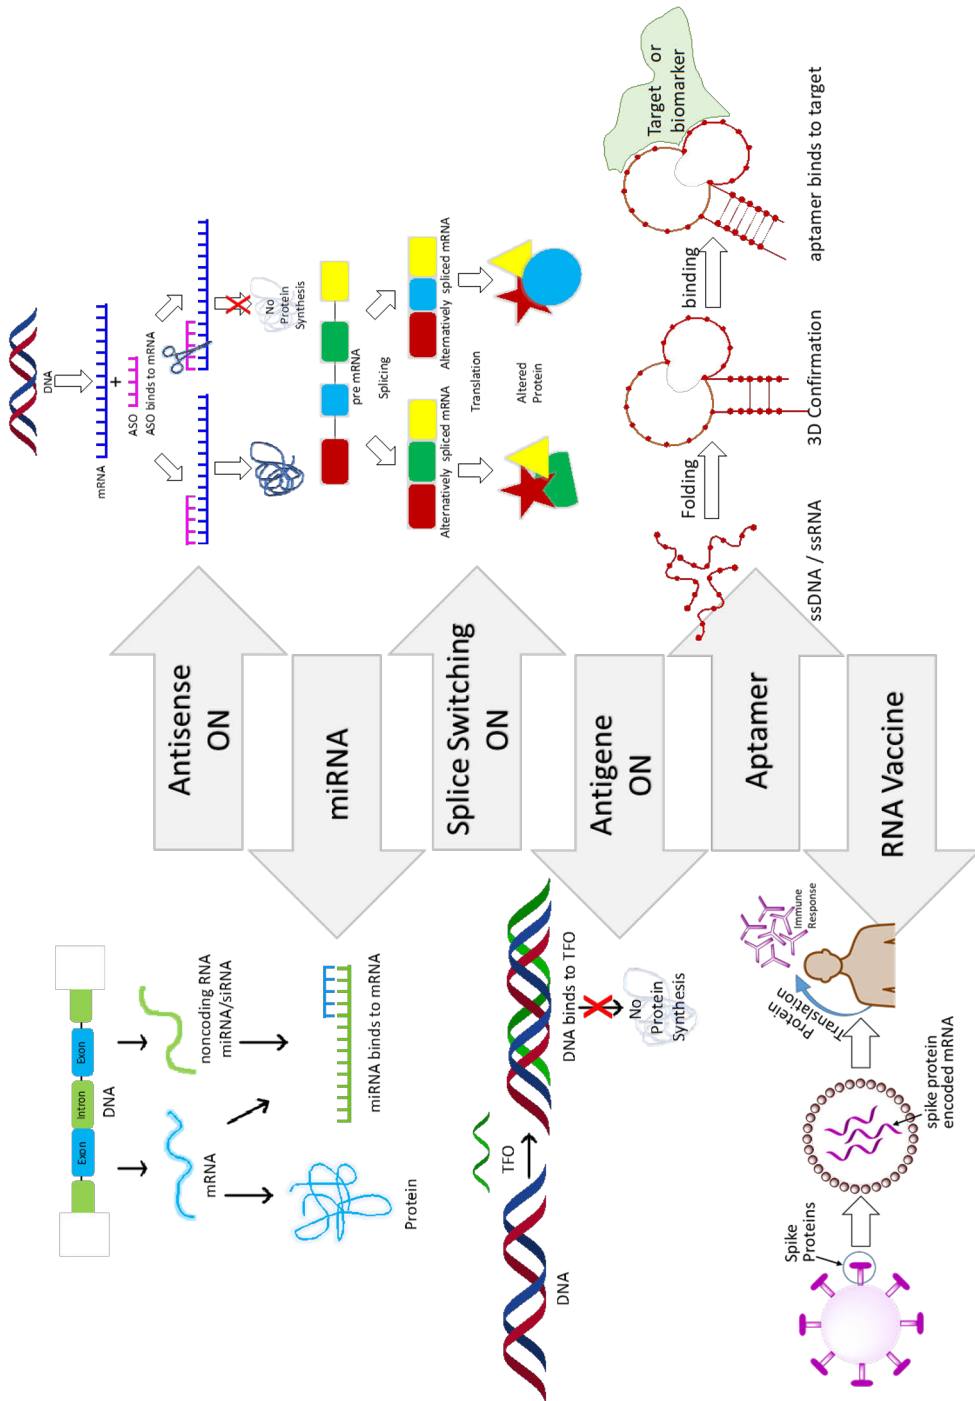 Antisense
ON
miRNA
Splice Switching
ON
Antigene
ON
Aptamer
RNA Vaccine
DNA
mRNA
+
ASO
ASO binds to mRNA
No
Protein
Synthesis
Exon
Intron
Exon
DNA
mRNA
noncoding RNA
miRNA/siRNA
Protein
miRNA binds to mRNA
pre mRNA
Splicing
Alternatively spliced mRNA
Alternatively spliced mRNA
Translation
Altered
Protein
DNA
TFO
DNA binds to TFO
No
Protein
Synthesis
ssDNA / ssRNA
Folding
3D Confirmation
binding
Target or
biomarker
aptamer binds to target
Spike
Proteins
spike protein
encoded mRNA
Protein
Translation
Immune
Response